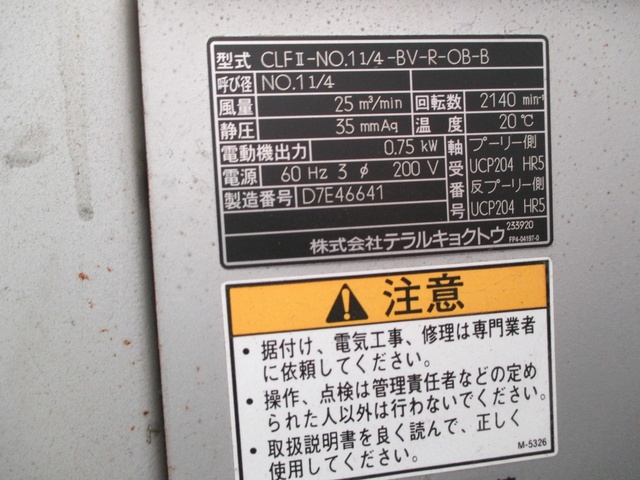 型式 CLFⅡ-NO.1 1/4-BV-R-OB-B
呼び径 NO.1 1/4
風量 25 m³/min 回転数 2140 min⁻¹
静圧 35 mmAq 温度 20 ℃
電動機出力 0.75 kW
電源 60 Hz 3 φ 200 V
製造番号 D7E46641
軸受番号
プーリー側
UCP204 HR5
反プーリー側
UCP204 HR5
233920
株式会社テラルキョクトウ FP4-04197-0
注意
・据付け、電気工事、修理は専門業者
に依頼してください。
・操作、点検は管理責任者などの定め
られた人以外は行わないでください。
・取扱説明書を良く読んで、正しく
使用してください。
M-5326